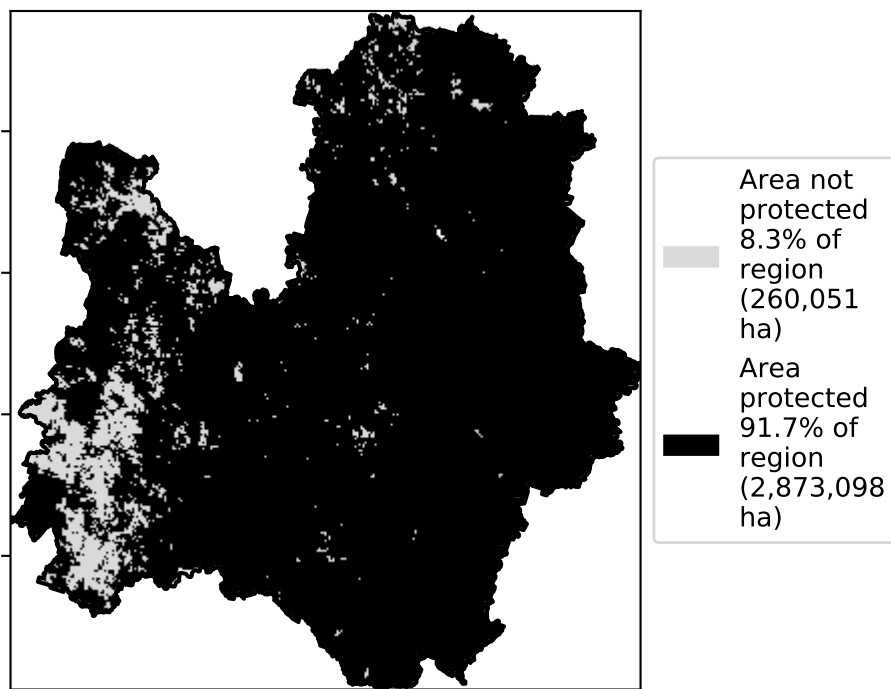 Area not
protected
8.3% of
region
(260,051
ha)
Area
protected
91.7% of
region
(2,873,098
ha)